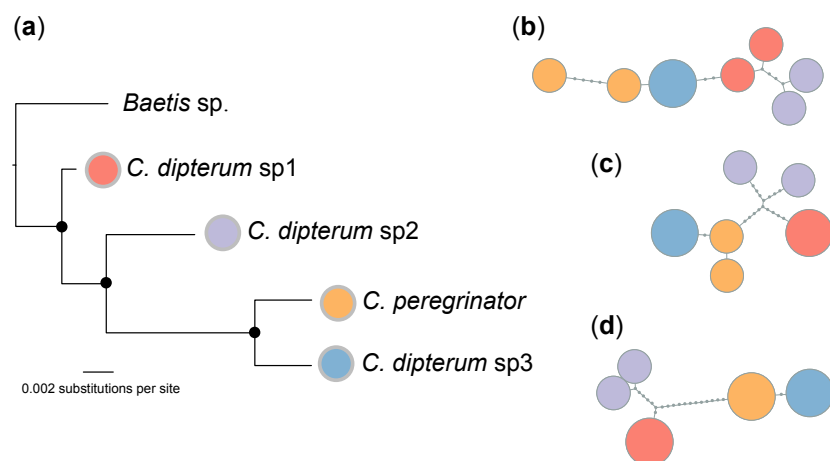 (a)
Baetis sp.
C. dipterum sp1
C. dipterum sp2
C. peregrinator
C. dipterum sp3
0.002 substitutions per site
(b)
(c)
(d)